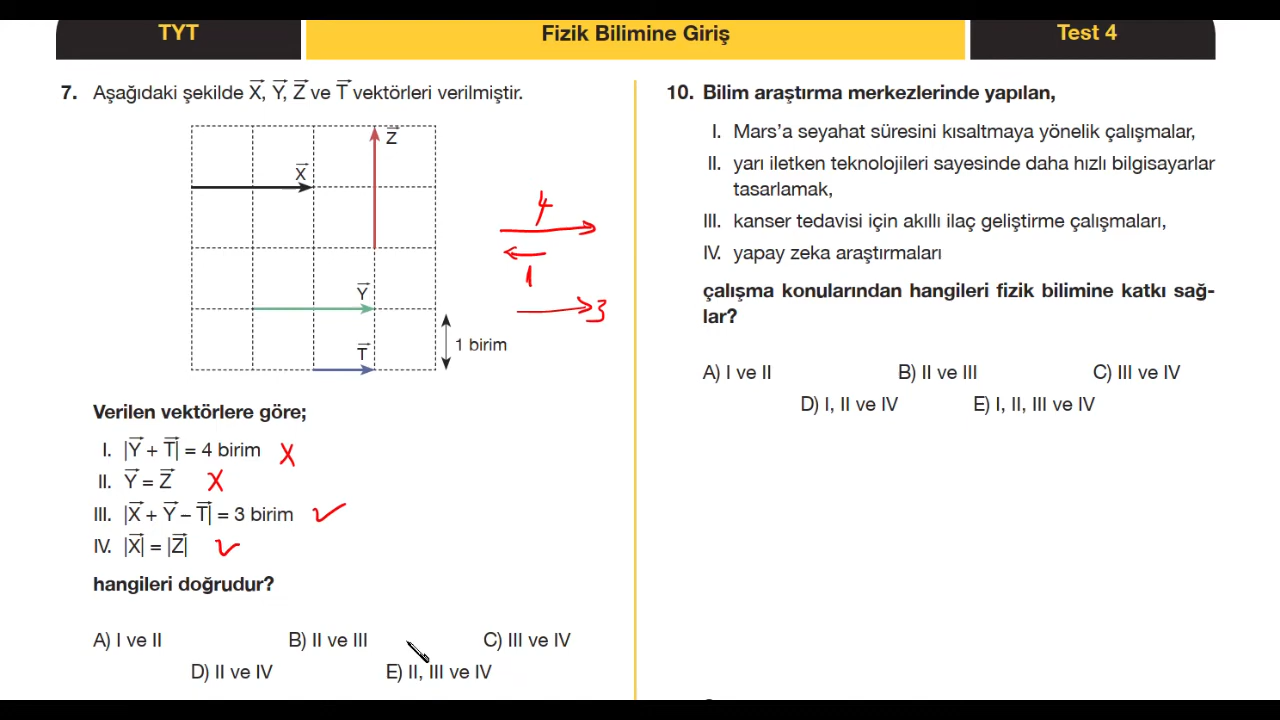 TYT
Fizik Bilimine Giriş
Test 4
7. Aşağıdaki şekilde X, Y, Z ve T vektörleri verilmiştir.
Z
X
Y
T
1 birim
4
1
3
Verilen vektörlere göre;
I. |Y + T| = 4 birim X
II. Y = Z X
III. |X + Y – T| = 3 birim ✓
IV. |X| = |Z| ✓
hangileri doğrudur?
A) I ve II B) II ve III C) III ve IV
D) II ve IV E) II, III ve IV
10. Bilim araştırma merkezlerinde yapılan,
I. Mars’a seyahat süresini kısaltmaya yönelik çalışmalar,
II. yarı iletken teknolojileri sayesinde daha hızlı bilgisayarlar
tasarlamak,
III. kanser tedavisi için akıllı ilaç geliştirme çalışmaları,
IV. yapay zeka araştırmaları
çalışma konularından hangileri fizik bilimine katkı sağ-
lar?
A) I ve II B) II ve III C) III ve IV
D) I, II ve IV E) I, II, III ve IV